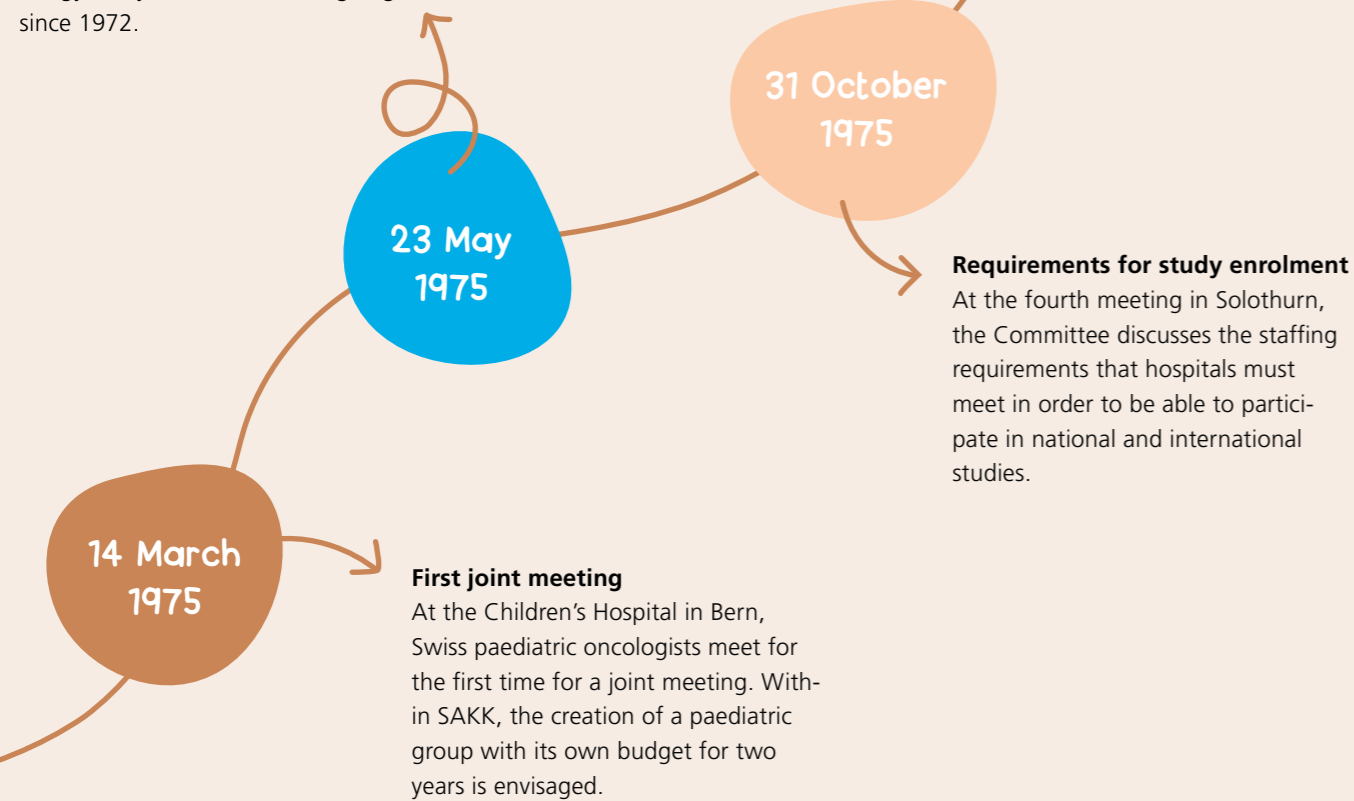 since 1972.
31 October
1975
23 May
1975
Requirements for study enrolment
At the fourth meeting in Solothurn,
the Committee discusses the staffing
requirements that hospitals must
meet in order to be able to partici-
pate in national and international
studies.
14 March
1975
First joint meeting
At the Children’s Hospital in Bern,
Swiss paediatric oncologists meet for
the first time for a joint meeting. With-
in SAKK, the creation of a paediatric
group with its own budget for two
years is envisaged.